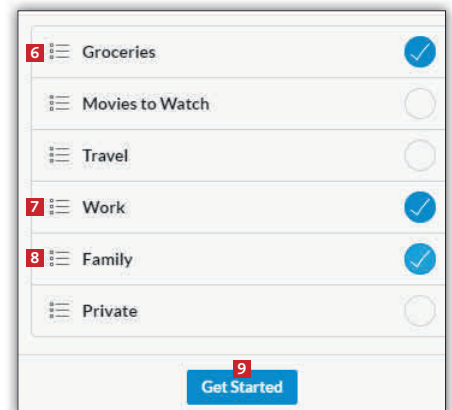 6 Groceries
Movies to Watch
Travel
7 Work
8 Family
Private
9
Get Started